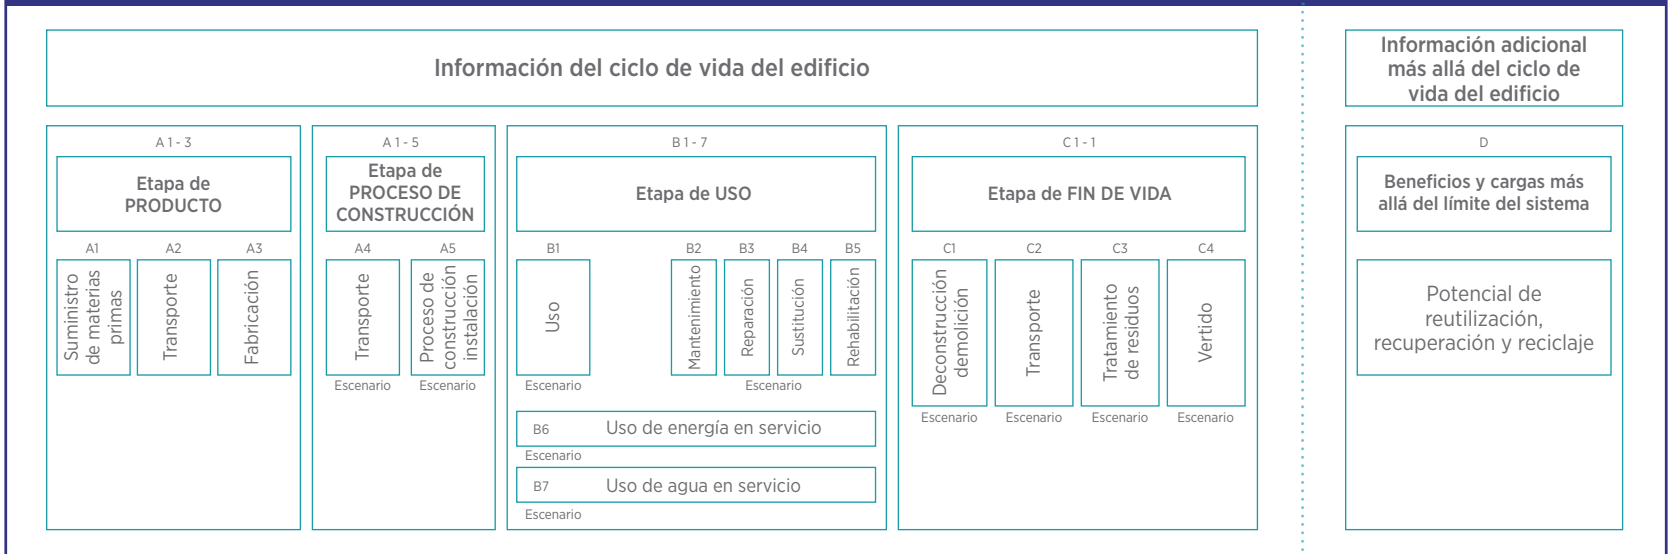 Información del ciclo de vida del edificio
Información adicional
más allá del ciclo de
vida del edificio
A 1 - 3
Etapa de
PRODUCTO
A1
A2
A3
Suministro
de materias
primas
Transporte
Fabricación
A 1 - 5
Etapa de
PROCESO DE
CONSTRUCCIÓN
A4
A5
Transporte
Proceso de
construcción
instalación
Escenario
Escenario
B 1 - 7
Etapa de USO
B1
B2
B3
B4
B5
Uso
Mantenimiento
Reparación
Sustitución
Rehabilitación
Escenario
Escenario
B6 Uso de energía en servicio
Escenario
B7 Uso de agua en servicio
Escenario
C 1 - 1
Etapa de FIN DE VIDA
C1
C2
C3
C4
Deconstrucción
demolición
Transporte
Tratamiento
de residuos
Vertido
Escenario
Escenario
Escenario
Escenario
D
Beneficios y cargas más
allá del límite del sistema
Potencial de
reutilización,
recuperación y reciclaje